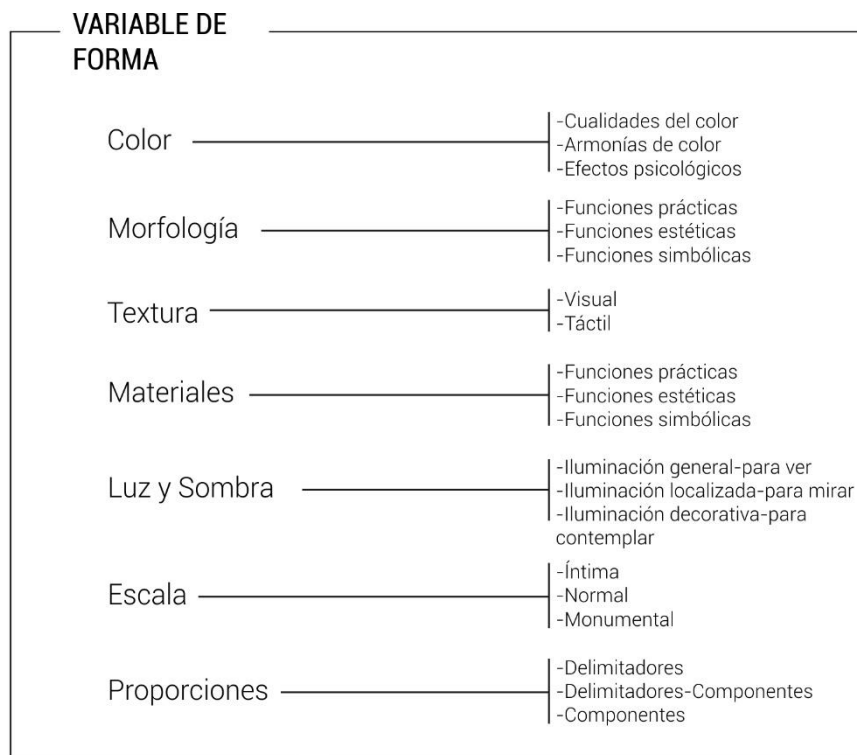 VARIABLE DE
FORMA
Color
-Cualidades del color
-Armonías de color
-Efectos psicológicos
Morfología
-Funciones prácticas
-Funciones estéticas
-Funciones simbólicas
Textura
-Visual
-Táctil
Materiales
-Funciones prácticas
-Funciones estéticas
-Funciones simbólicas
Luz y Sombra
-Iluminación general-para ver
-Iluminación localizada-para mirar
-Iluminación decorativa-para
contemplar
Escala
-Íntima
-Normal
-Monumental
Proporciones
-Delimitadores
-Delimitadores-Componentes
-Componentes